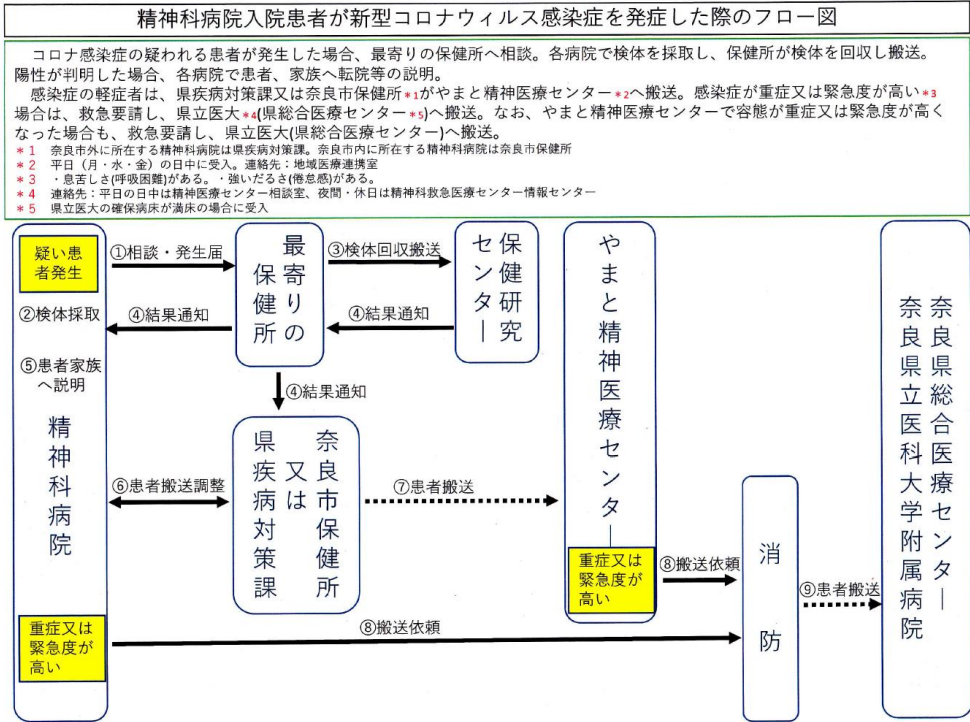 精神科病院入院患者が新型コロナウィルス感染症を発症した際のフロー図
コロナ感染症の疑われる患者が発生した場合、最寄りの保健所へ相談。各病院で検体を採取し、保健所が検体を回収し搬送。
陽性が判明した場合、各病院で患者、家族へ転院等の説明。
感染症の軽症者は、県疾病対策課又は奈良市保健所*1がやまと精神医療センター*2へ搬送。感染が重症又は緊急度が高い*3
場合は、救急要請し、県立医大*4(県総合医療センター*5)へ搬送。なお、やまと精神医療センターで容態が重症又は緊急度が高く
なった場合も、救急要請し、県立医大(県総合医療センター)へ搬送。
*1 奈良市外に所在する精神科病院は県疾病対策課。奈良市内に所在する精神科病院は奈良市保健所
*2 平日（月・水・金）の日中に受入。連絡先：地域医療連携室
*3 ・息苦しさ(呼吸困難)がある。・強いだるさ(倦怠感)がある。
*4 連絡先：平日の日中は精神医療センター相談室、夜間・休日は精神科救急医療センター情報センター
*5 県立医大の確保病床が満床の場合に受入
疑い患
者発生
①相談・発生届
最寄りの
保健所
③検体回収搬送
保健研究
センター
②検体採取
④結果通知
④結果通知
⑤患者家族
へ説明
④結果通知
精神科病院
⑥患者搬送調整
奈良市保健所
又は
県疾病対策課
⑦患者搬送
やまと精神医療センター
重症又は
緊急度が
高い
⑧搬送依頼
消防
⑨患者搬送
奈良県総合医療センター
奈良県立医科大学附属病院
重症又は
緊急度が
高い
⑧搬送依頼